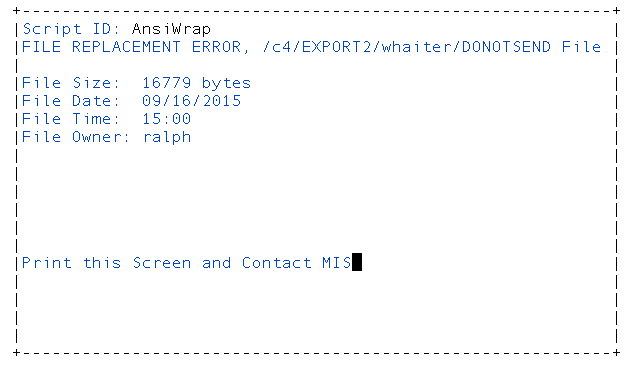 Script ID: AnsiWrap
FILE REPLACEMENT ERROR, /c4/EXPORT2/whaiter/DONOTSEND File
File Size:  16779 bytes
File Date:  09/16/2015
File Time:  15:00
File Owner: ralph
Print this Screen and Contact MIS